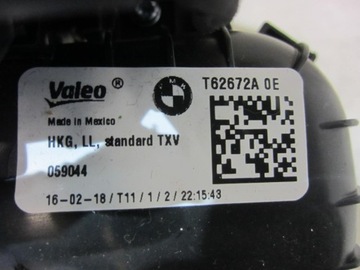 Valeo ®
BMW
T62672A 0E
Made in Mexico
HKG, LL, standard TXV
059044
16-02-18/T11/1/2/22:15:43